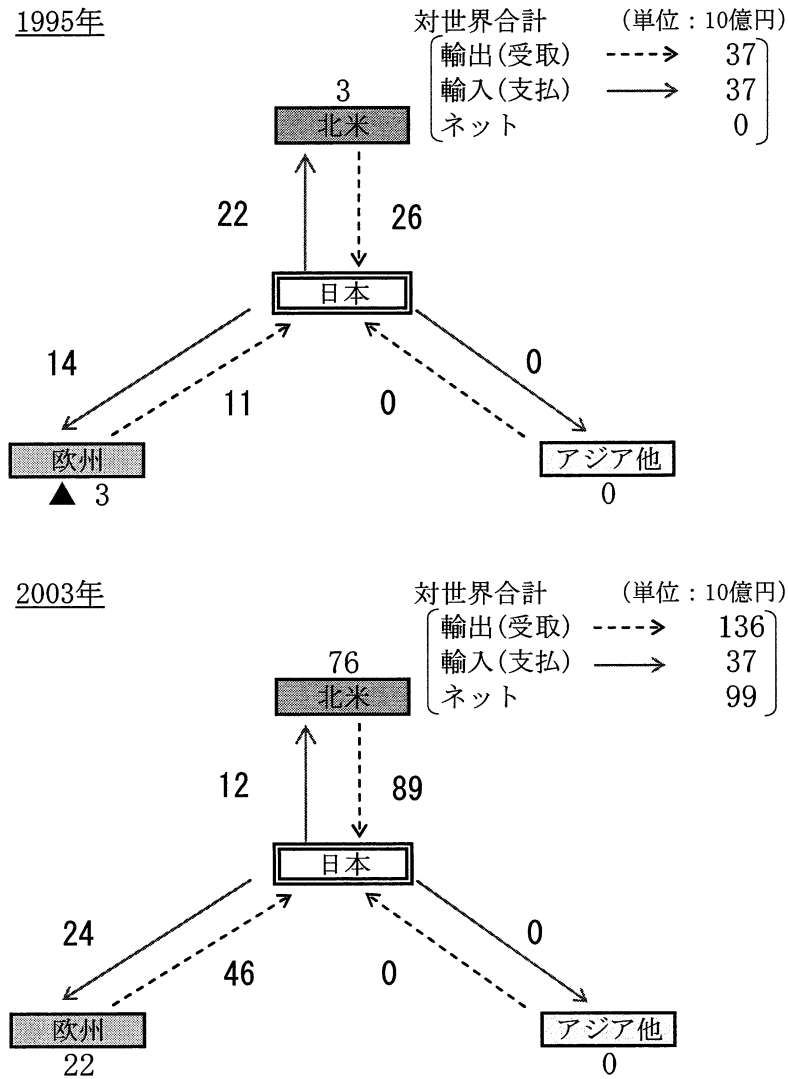 1995年
対世界合計 (単位：10億円)
輸出(受取) 37
輸入(支払) 37
ネット 0
3
北米
22 26
日本
14 11 0 0
欧州
▲ 3
アジア他
0
2003年
対世界合計 (単位：10億円)
輸出(受取) 136
輸入(支払) 37
ネット 99
76
北米
12 89
日本
24 46 0 0
欧州
22
アジア他
0